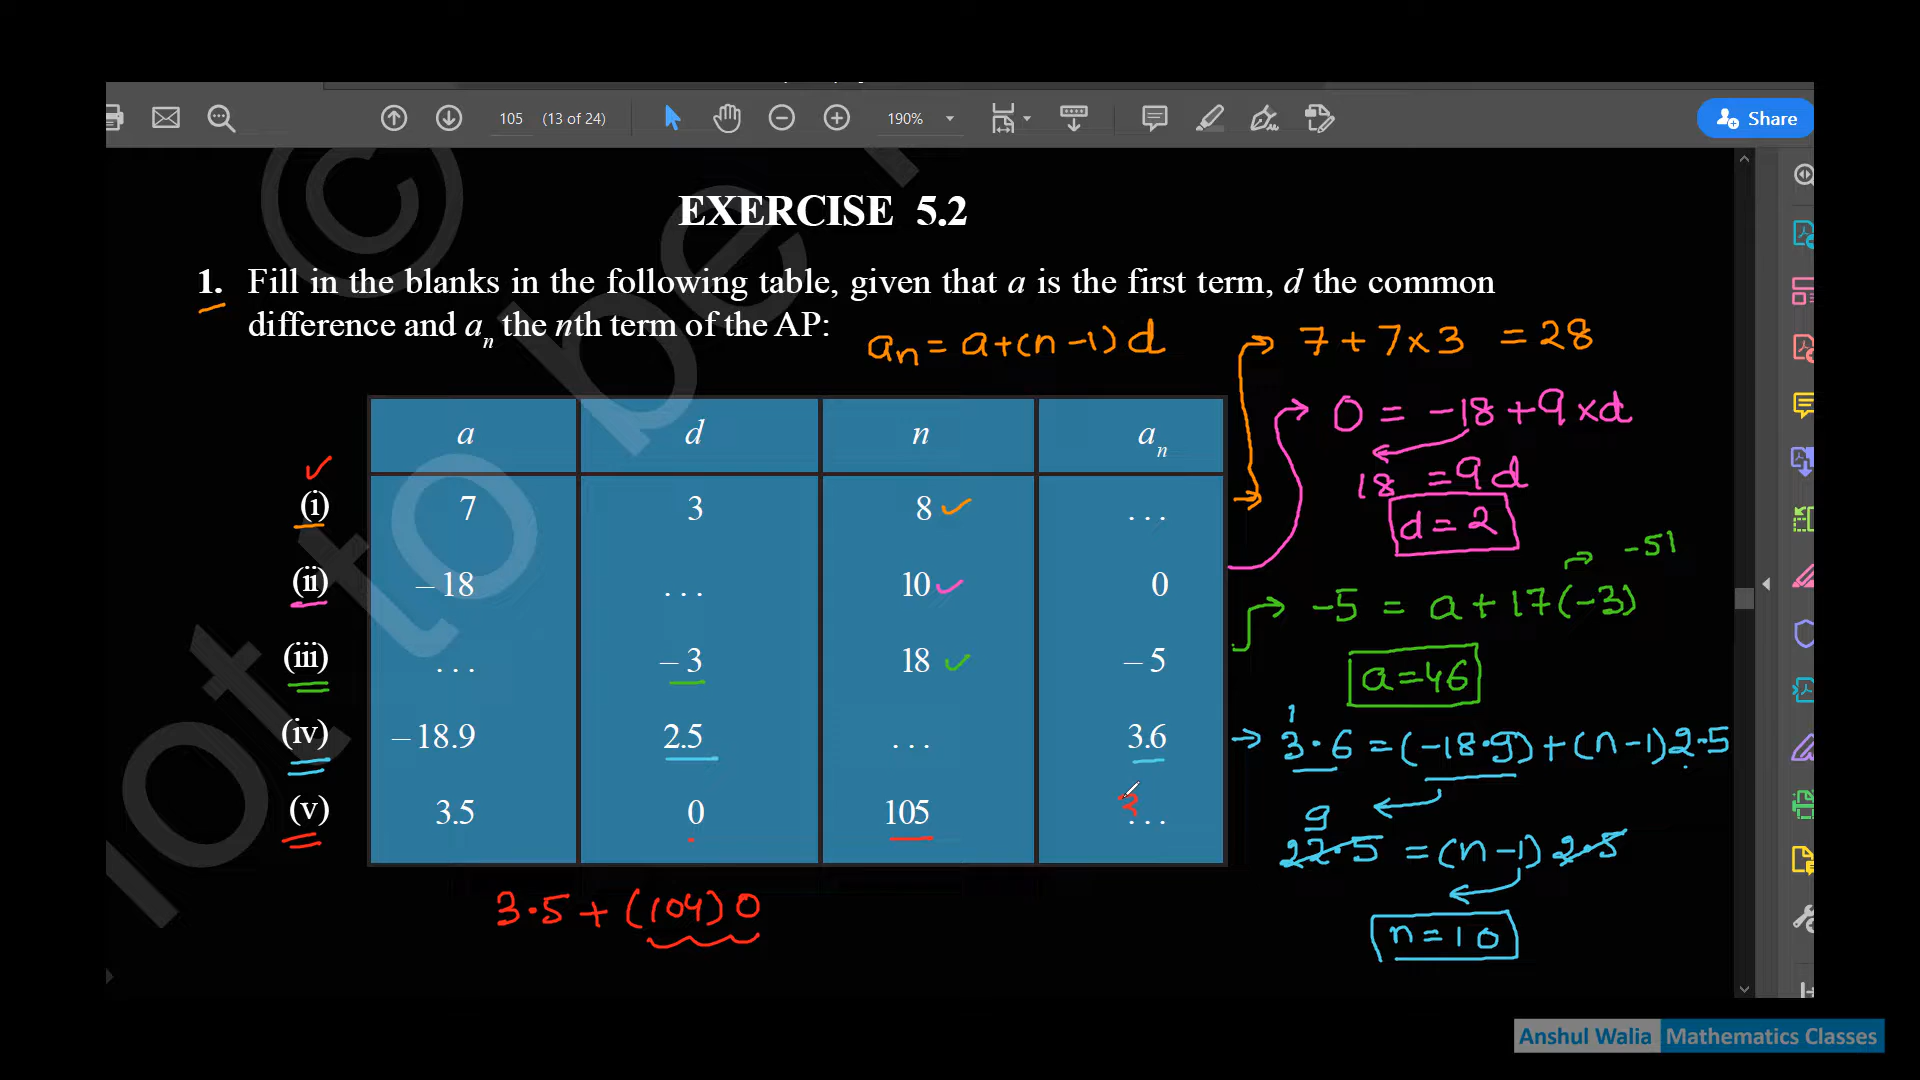 105 (13 of 24) 190% Share
© not to be r
EXERCISE 5.2
1. Fill in the blanks in the following table, given that a is the first term, d the common
difference and aₙ the nth term of the AP:
aₙ = a+(n-1) d
a d n aₙ
(i) 7 3 8 ...
(ii) –18 ... 10 0
(iii) ... –3 18 –5
(iv) –18.9 2.5 ... 3.6
(v) 3.5 0 105 ...
3
3.5 + (104) 0
7 + 7×3 = 28
0 = -18 + 9×d
18 = 9d
d = 2
-51
-5 = a + 17(-3)
a = 46
1
3.6 = (-18.9) + (n-1) 2.5
9
22.5 = (n-1) 2.5
n = 10
Anshul Walia Mathematics Classes